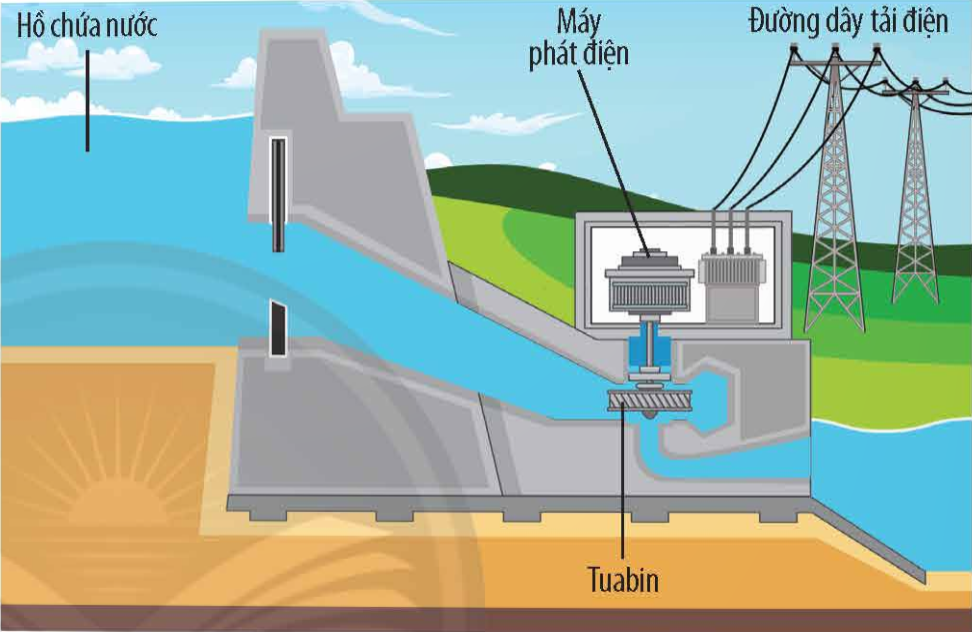 Hồ chứa nước
Máy
phát điện
Đường dây tải điện
Tuabin